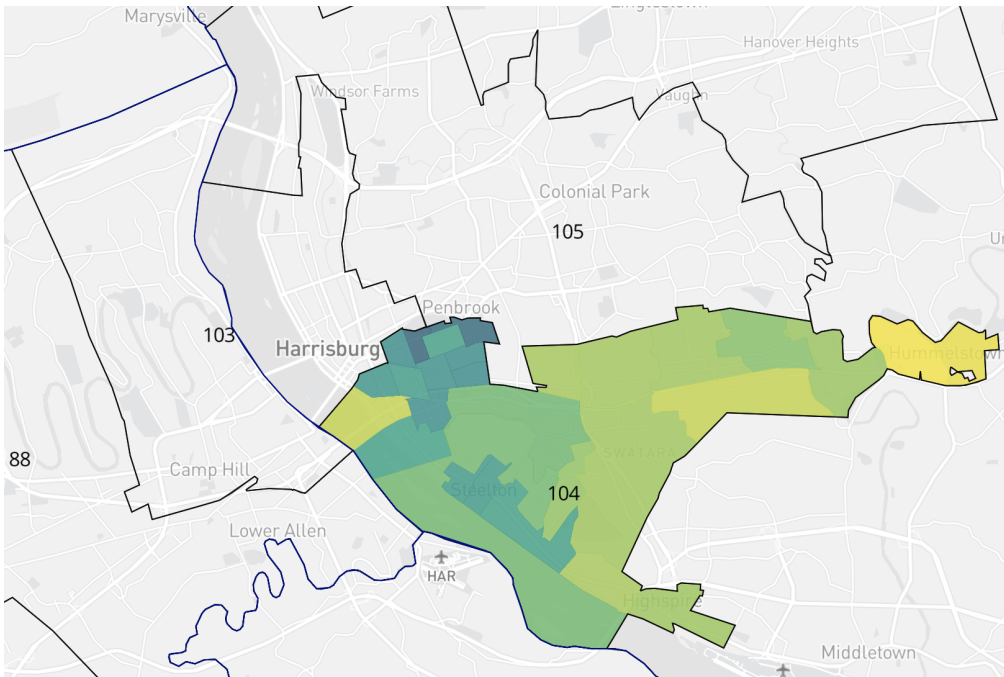 Marysville
Hanover Heights
Windsor Farms
Vaughn
Colonial Park
105
Penbrook
103
Harrisburg
Hummelstown
88
Camp Hill
SWATARA
Steelton
104
Lower Allen
HAR
Highspire
Middletown